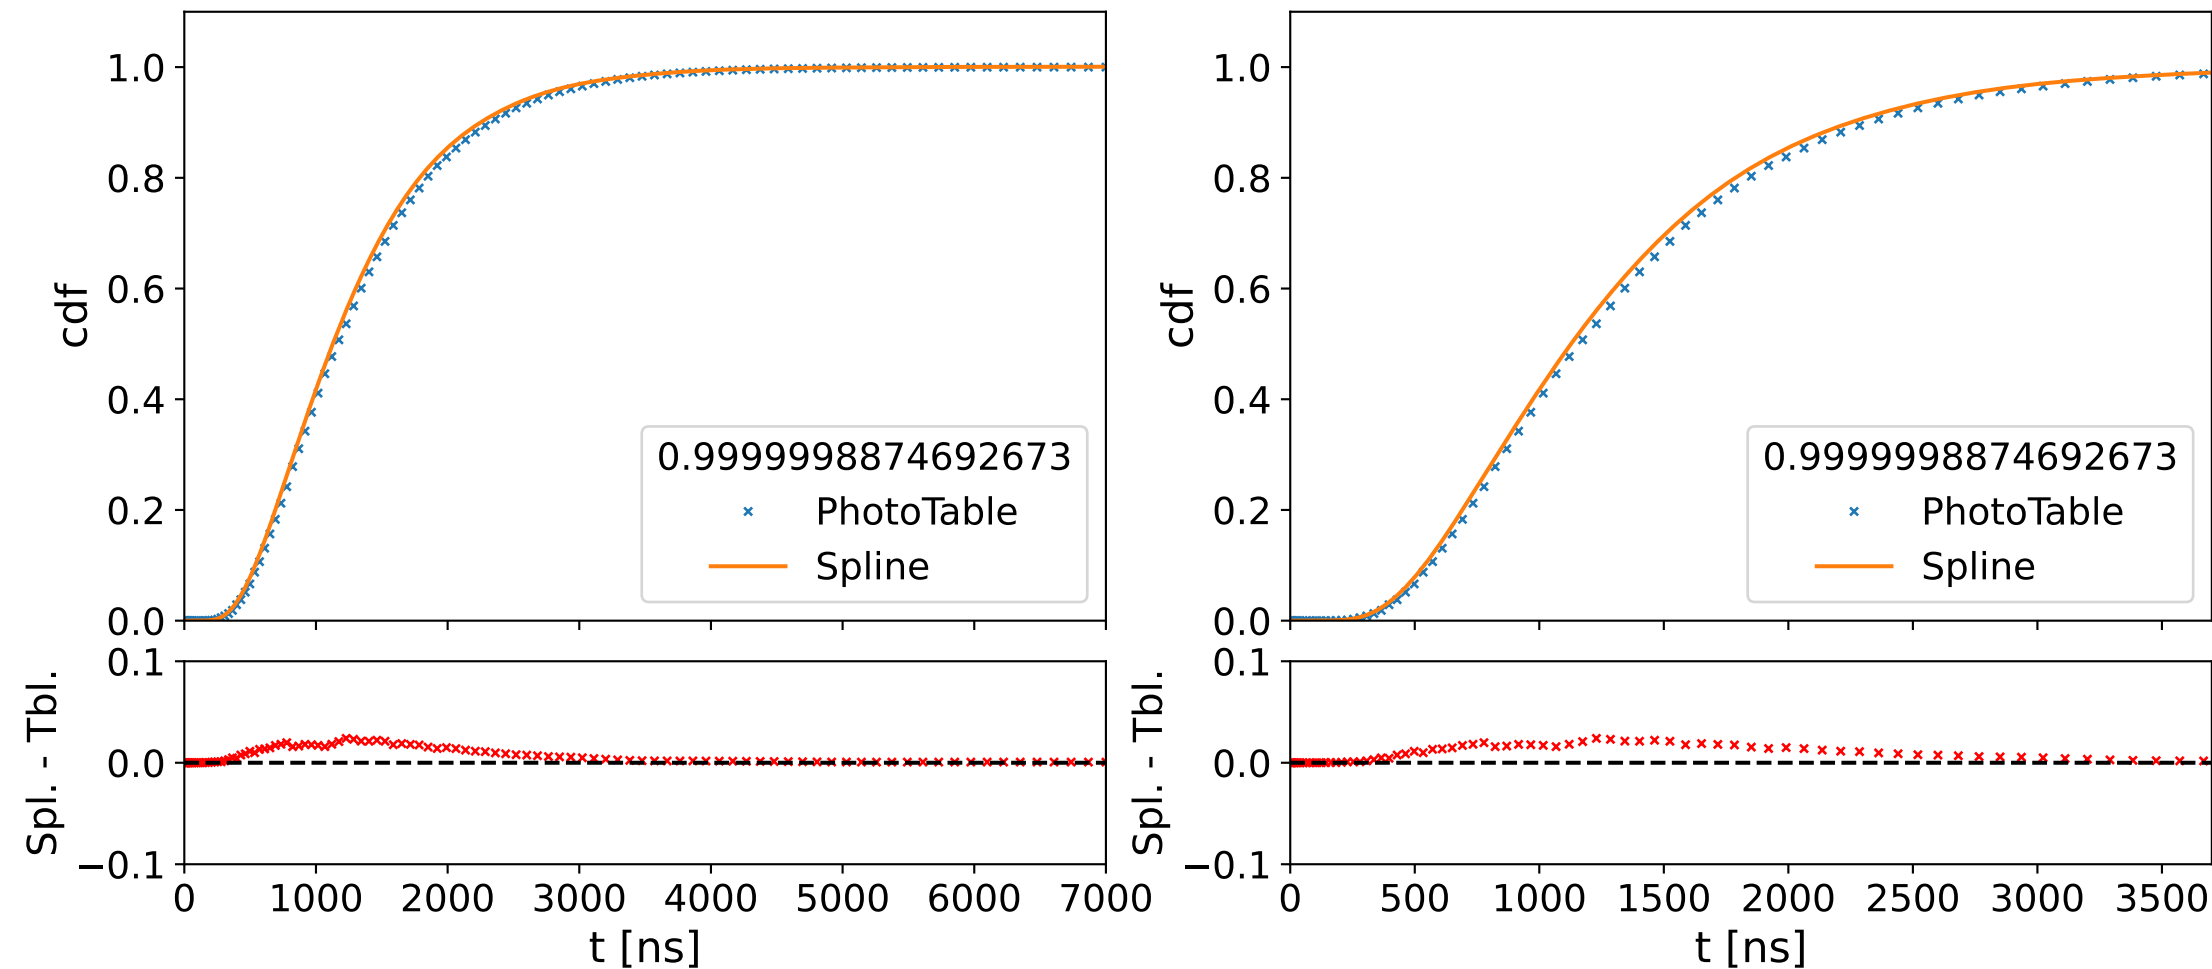 cdf
1.0
0.8
0.6
0.4
0.2
0.0
0.9999998874692673
PhotoTable
Spline
Spl. - Tbl.
0.1
0.0
−0.1
0 1000 2000 3000 4000 5000 6000 7000
t [ns]
cdf
1.0
0.8
0.6
0.4
0.2
0.0
0.9999998874692673
PhotoTable
Spline
Spl. - Tbl.
0.1
0.0
−0.1
0 500 1000 1500 2000 2500 3000 3500
t [ns]